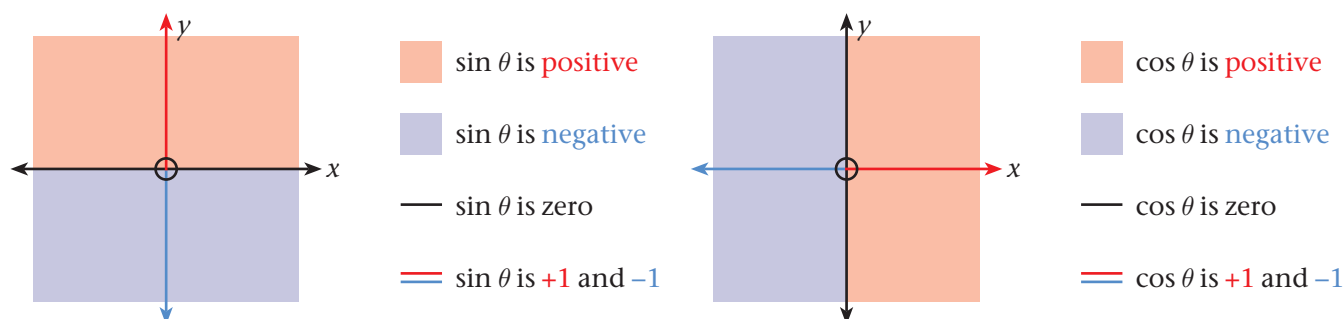 y
x
sin θ is positive
sin θ is negative
sin θ is zero
sin θ is +1 and –1
y
x
cos θ is positive
cos θ is negative
cos θ is zero
cos θ is +1 and –1